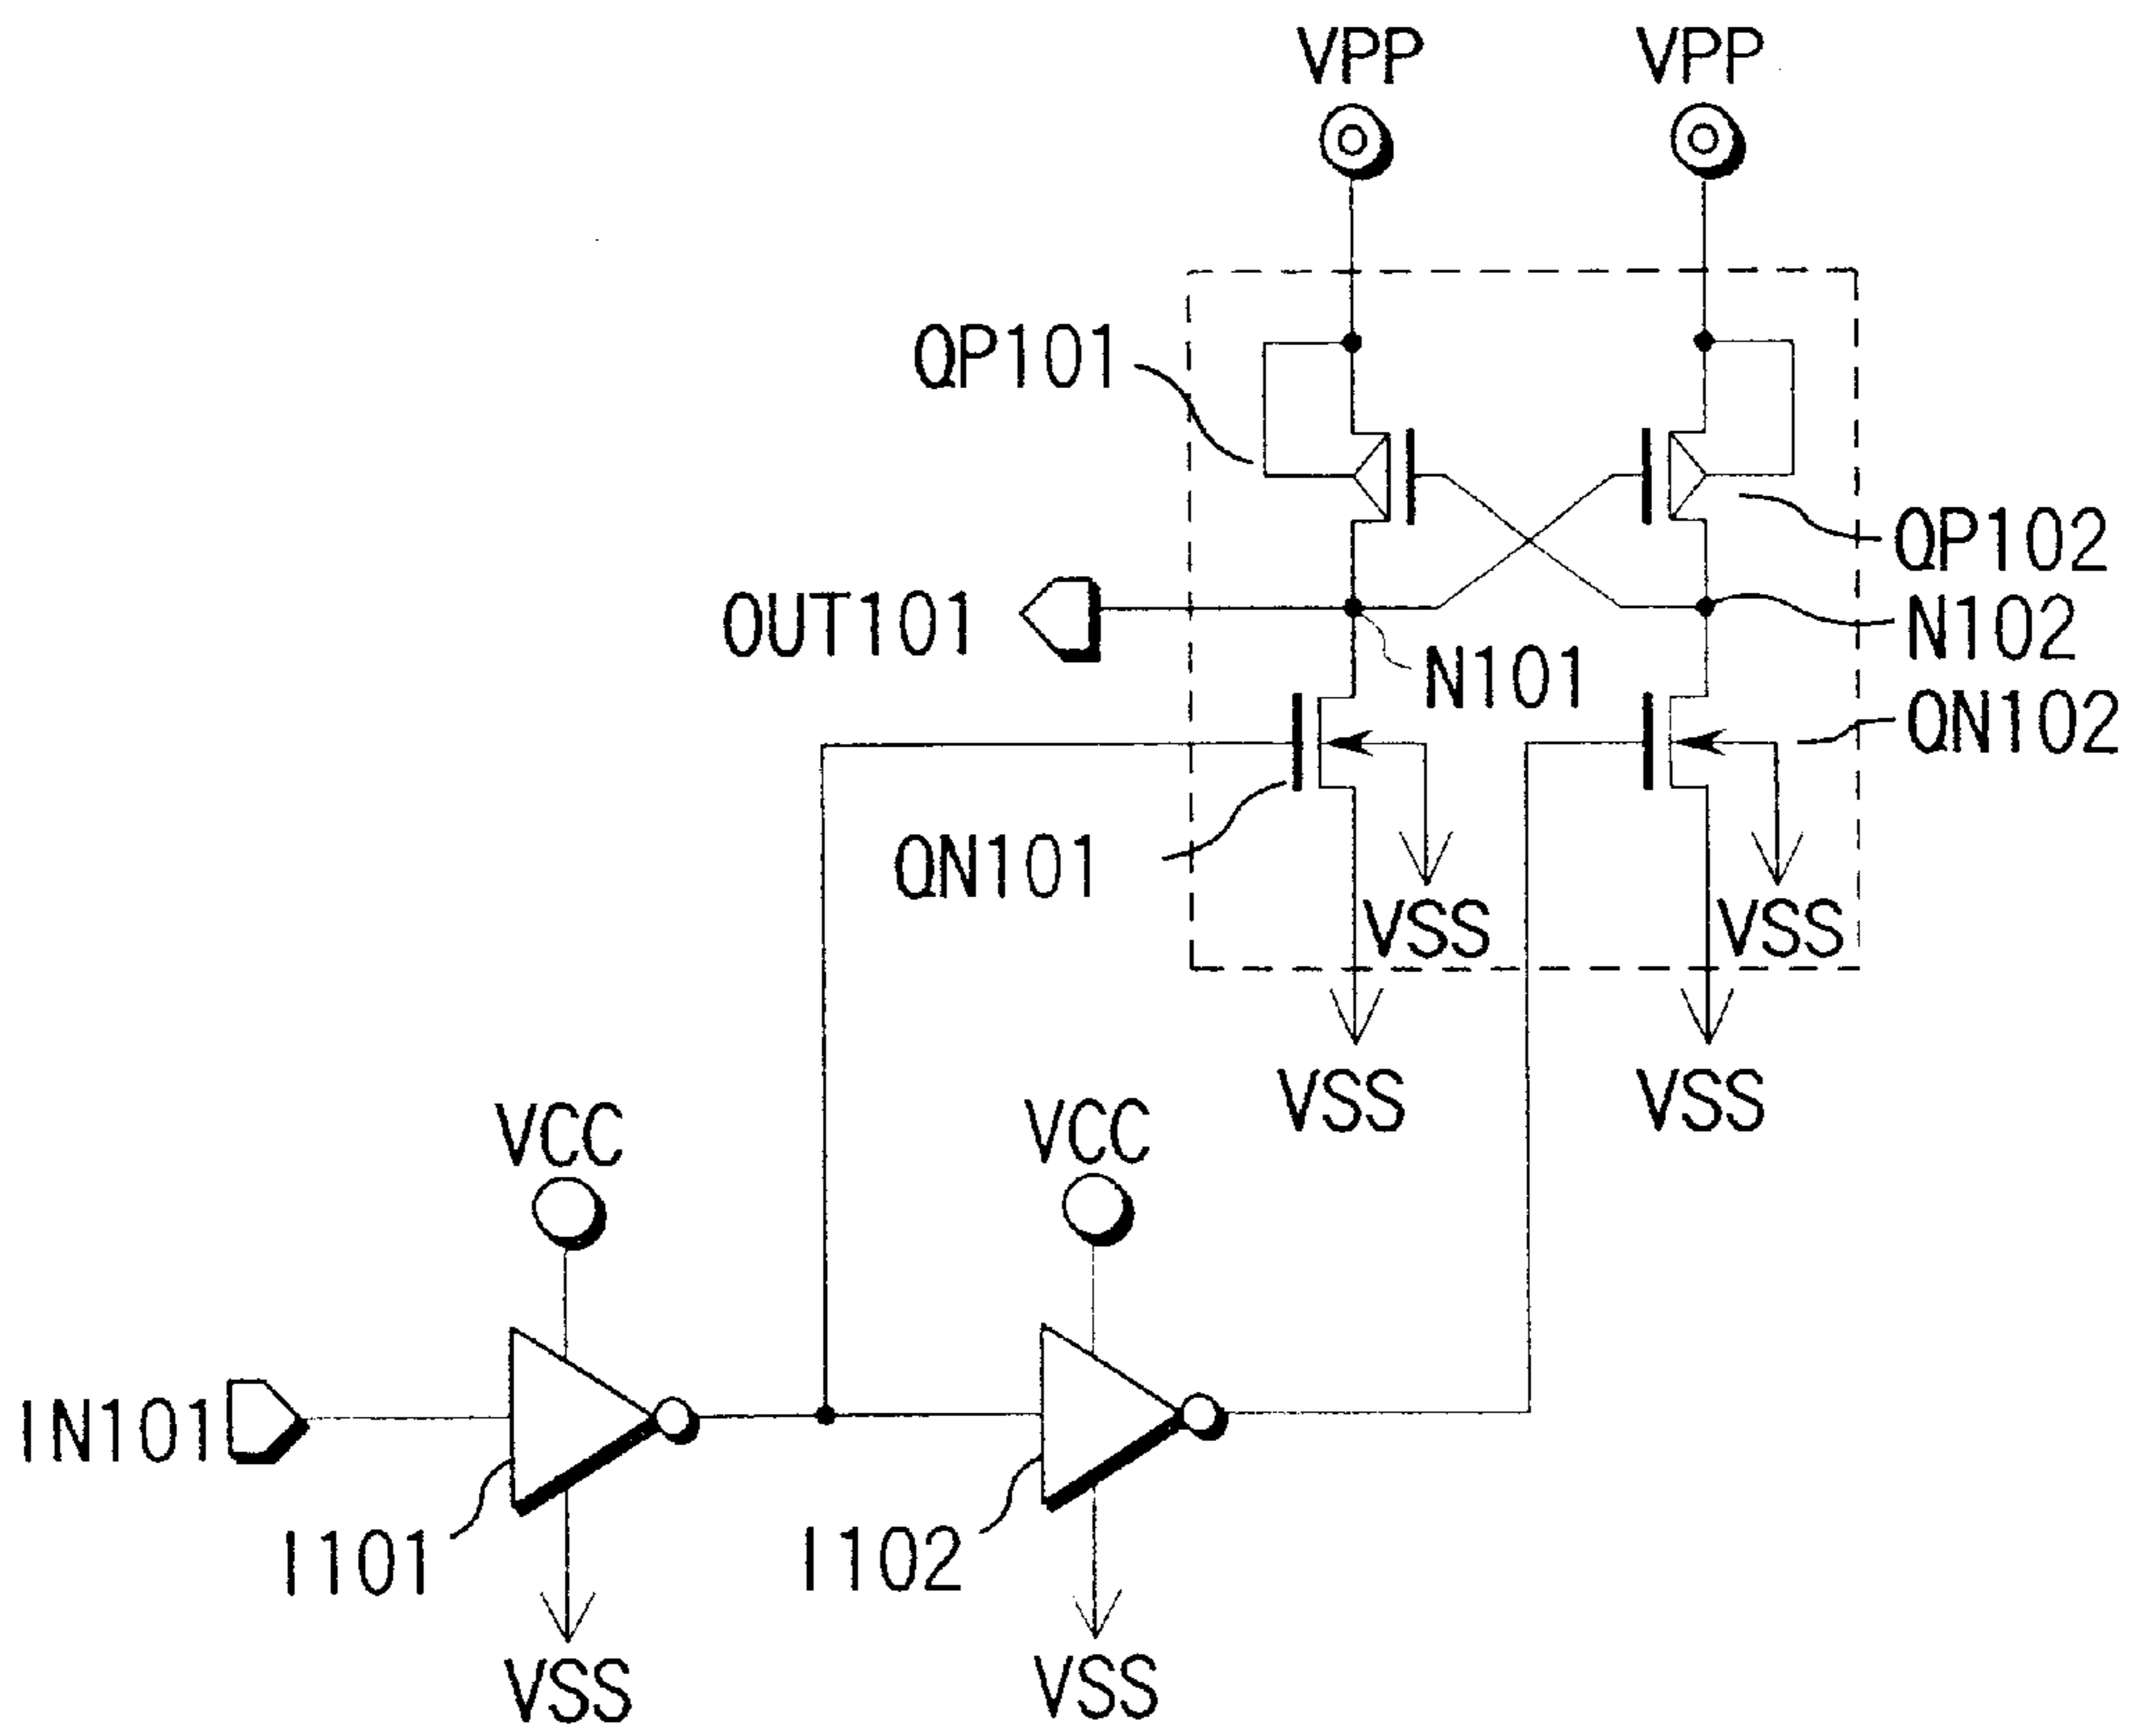 VPP
VPP
QP101
QP102
OUT101
N101
N102
QN102
QN101
VSS
VSS
VSS
VSS
VCC
VCC
IN101
I101
I102
VSS
VSS